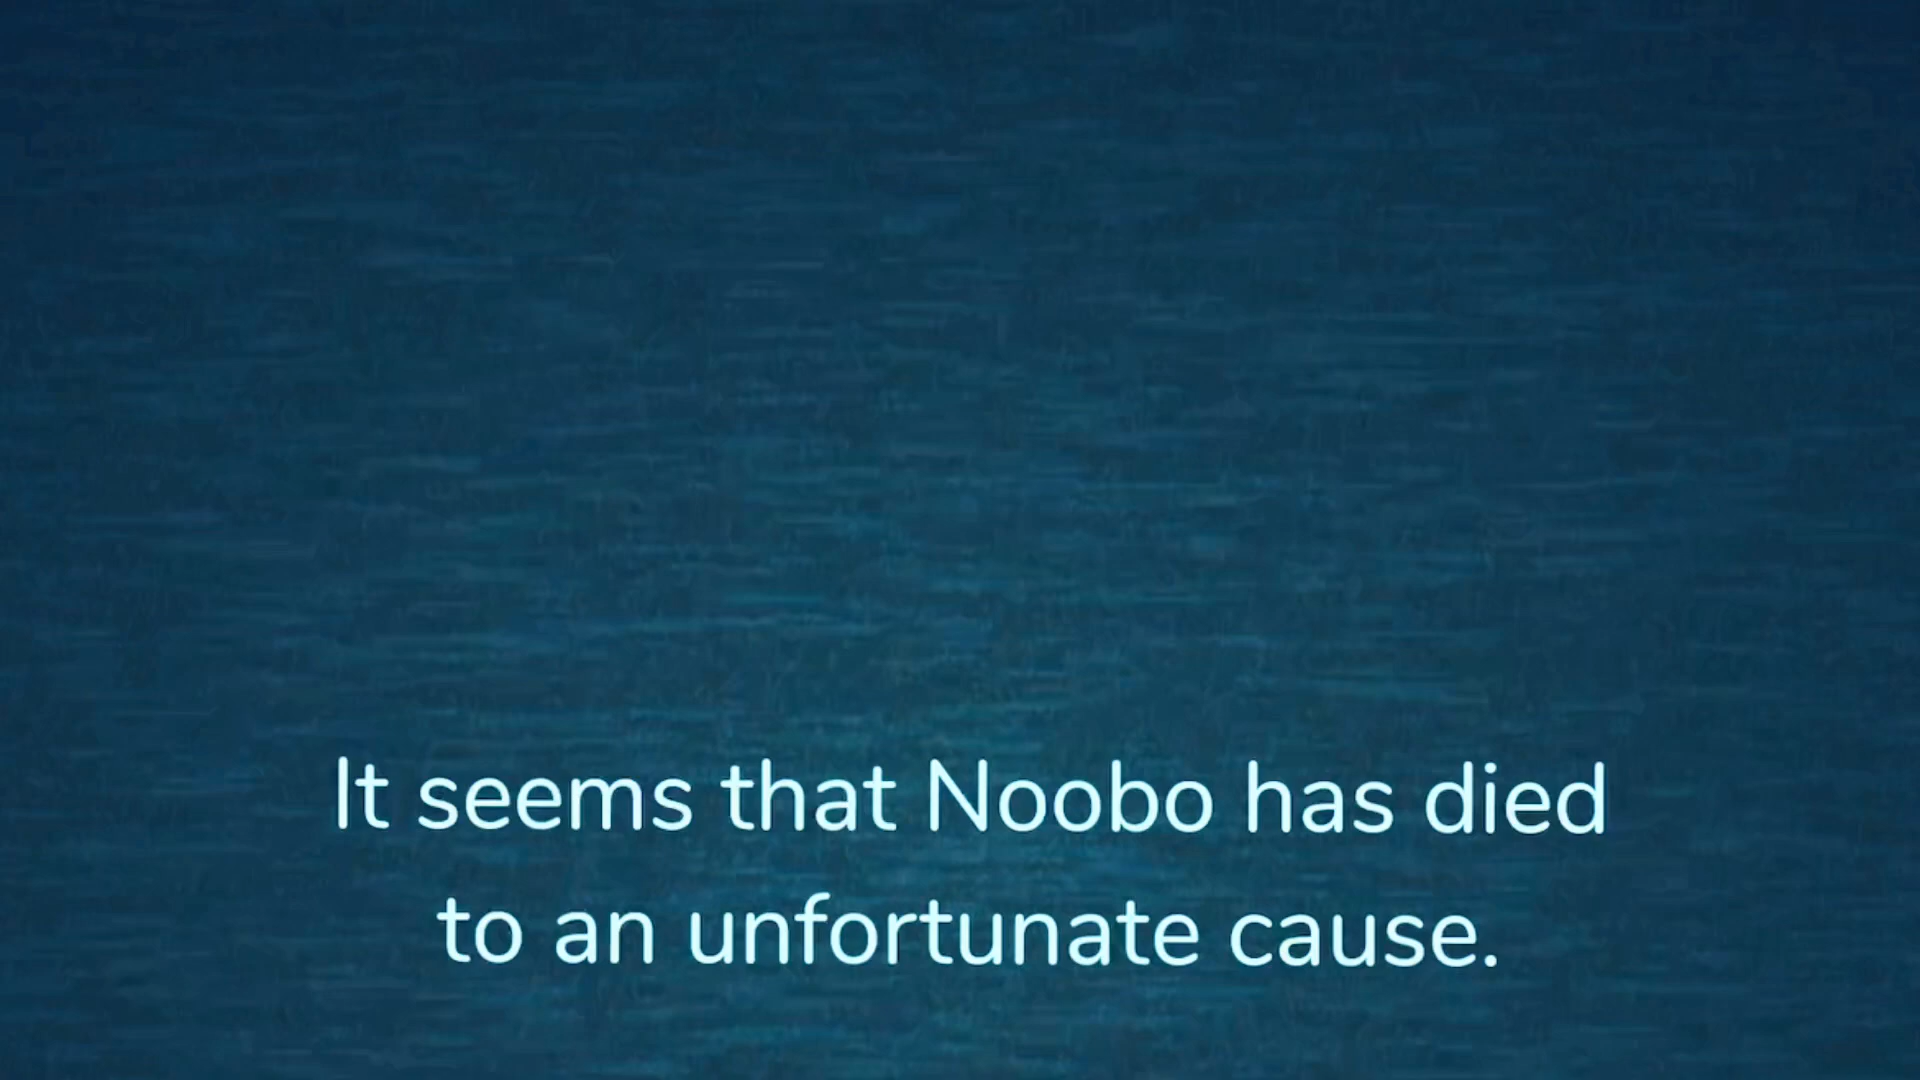 It seems that Noobo has died
to an unfortunate cause.